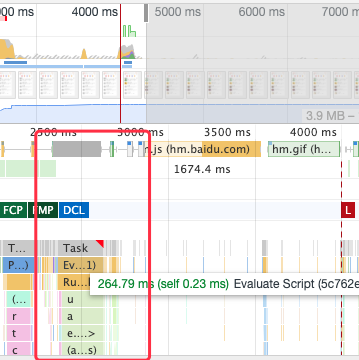 000 ms 4000 ms 5000 ms 6000 ms 7000 m
3.9 MB –
2500 ms 3000 ms 3500 ms 4000 ms
.js (hm.baidu.com) hm.gif (h…
1674.4 ms
FCP FMP DCL L
T… Task
P…) Ev…1)
Ru…
264.79 ms (self 0.23 ms) Evaluate Script (5c762e
(… u
r a
t e.…>
c (a…s)